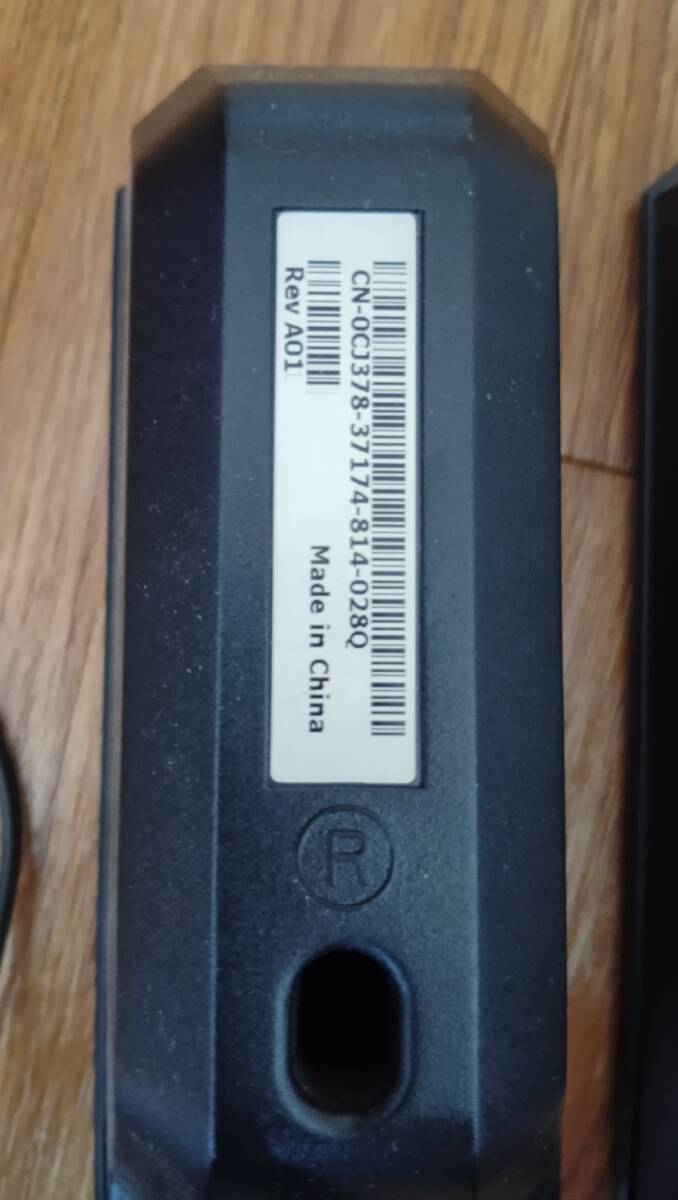 CN-0CJ378-37174-814-028Q
Rev A01
Made in China
R